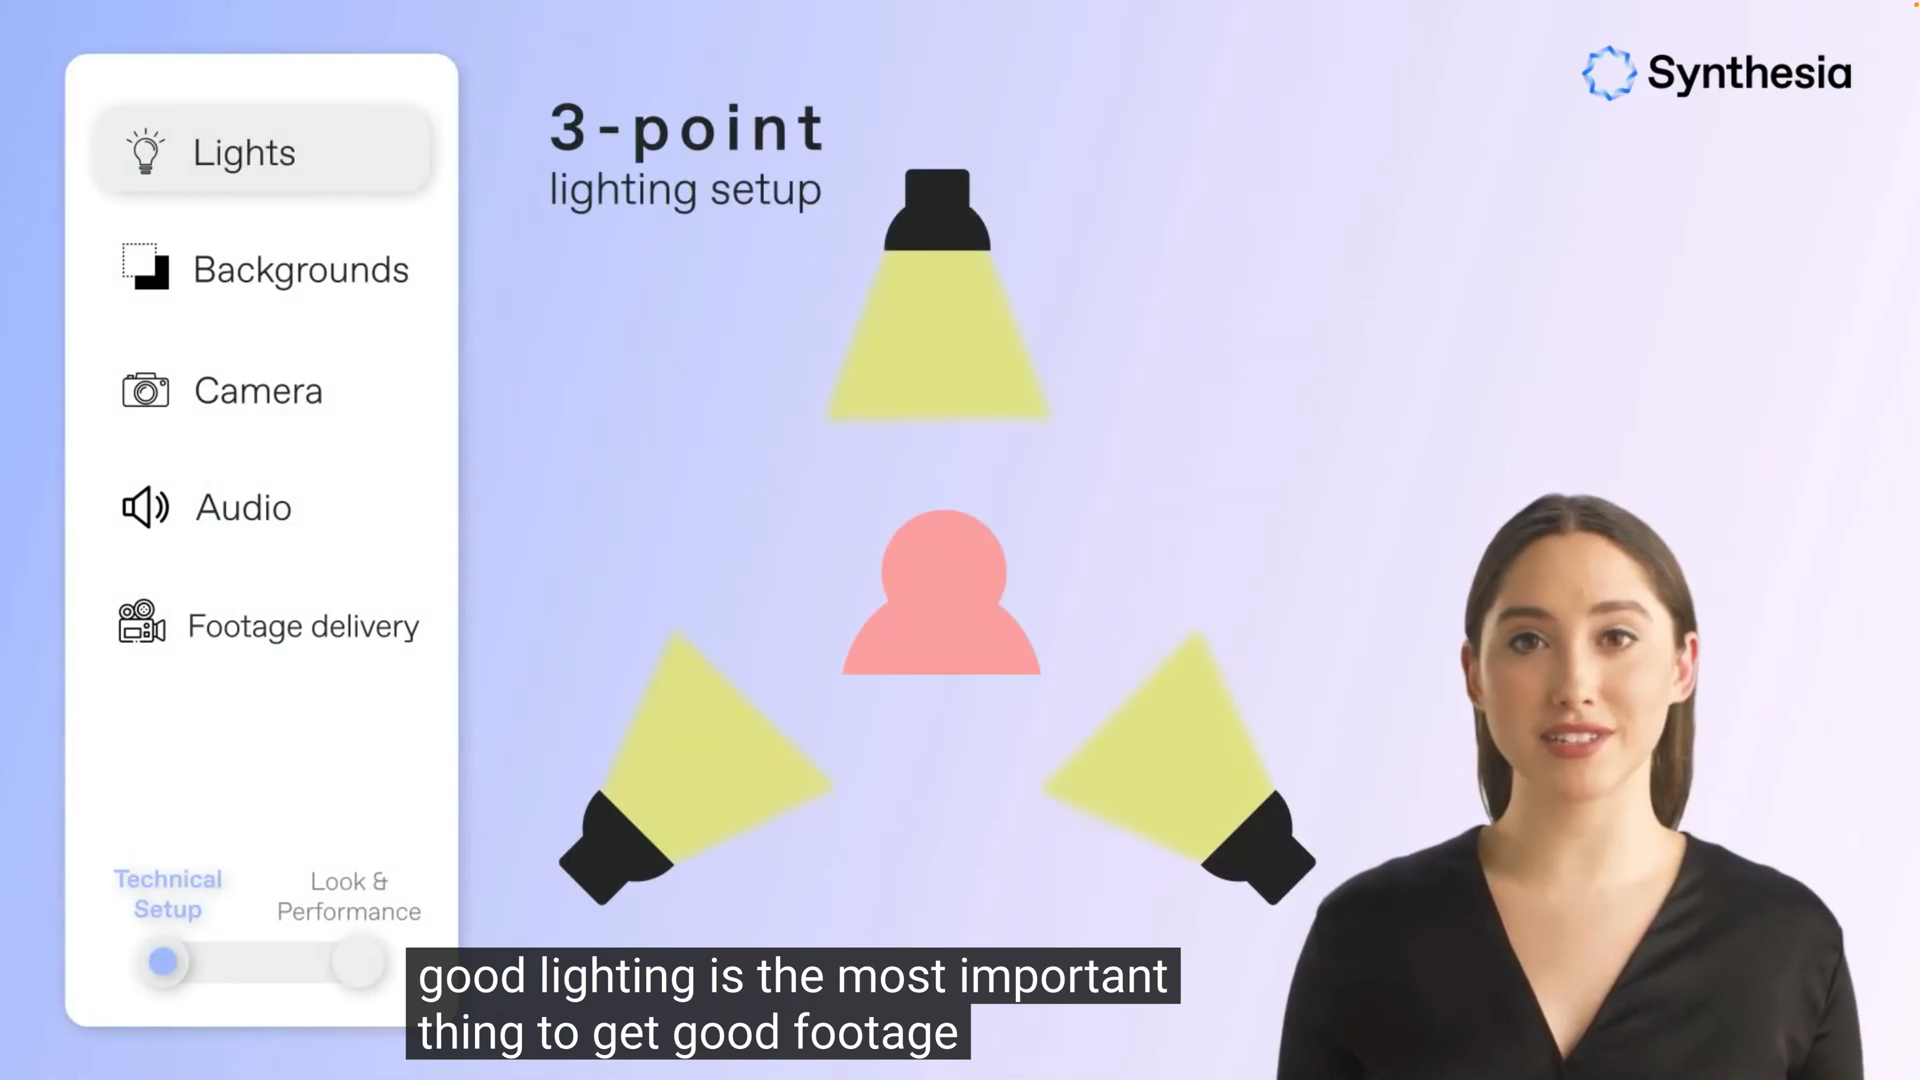 Synthesia
3-point
lighting setup
Lights
Backgrounds
Camera
Audio
Footage delivery
Technical
Setup
Look &
Performance
good lighting is the most important
thing to get good footage